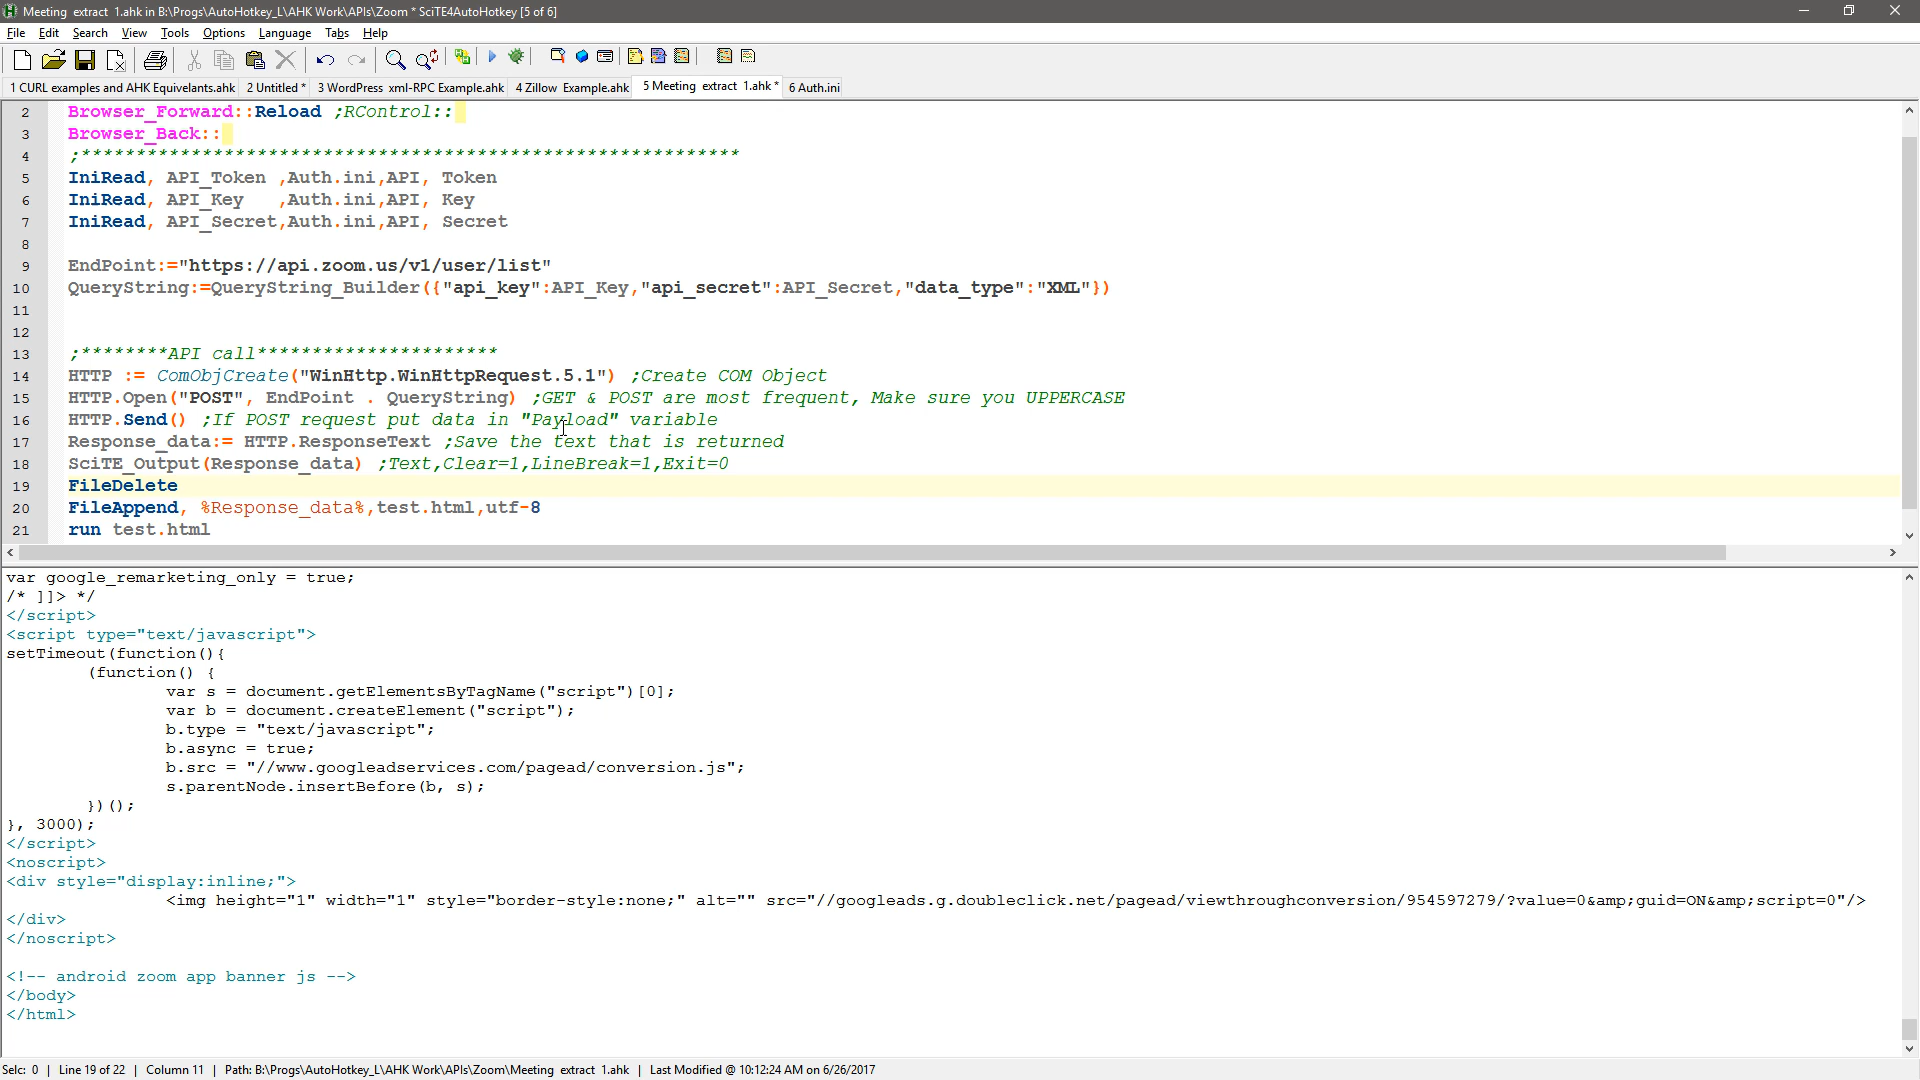 Meeting extract 1.ahk in B:\Progs\AutoHotkey_L\AHK Work\APIs\Zoom * SciTE4AutoHotkey [5 of 6]
File Edit Search View Tools Options Language Tabs Help
1 CURL examples and AHK Equivelants.ahk 2 Untitled * 3 WordPress xml-RPC Example.ahk 4 Zillow Example.ahk 5 Meeting extract 1.ahk * 6 Auth.ini
2 Browser_Forward::Reload ;RControl::
3 Browser_Back::
4 ;************************************************************
5 IniRead, API_Token ,Auth.ini,API, Token
6 IniRead, API_Key ,Auth.ini,API, Key
7 IniRead, API_Secret,Auth.ini,API, Secret
8
9 EndPoint:="https://api.zoom.us/v1/user/list"
10 QueryString:=QueryString_Builder({"api_key":API_Key,"api_secret":API_Secret,"data_type":"XML"})
11
12
13 ;********API call**********************
14 HTTP := ComObjCreate("WinHttp.WinHttpRequest.5.1") ;Create COM Object
15 HTTP.Open("POST", EndPoint . QueryString) ;GET & POST are most frequent, Make sure you UPPERCASE
16 HTTP.Send() ;If POST request put data in "Payload" variable
17 Response_data:= HTTP.ResponseText ;Save the text that is returned
18 SciTE_Output(Response_data) ;Text,Clear=1,LineBreak=1,Exit=0
19 FileDelete
20 FileAppend, %Response_data%,test.html,utf-8
21 run test.html
var google_remarketing_only = true;
/* ]]> */
</script>
<script type="text/javascript">
setTimeout(function(){
(function() {
var s = document.getElementsByTagName("script")[0];
var b = document.createElement("script");
b.type = "text/javascript";
b.async = true;
b.src = "//www.googleadservices.com/pagead/conversion.js";
s.parentNode.insertBefore(b, s);
})();
}, 3000);
</script>
<noscript>
<div style="display:inline;">
<img height="1" width="1" style="border-style:none;" alt="" src="//googleads.g.doubleclick.net/pagead/viewthroughconversion/954597279/?value=0&amp;guid=ON&amp;script=0"/>
</div>
</noscript>
<!-- android zoom app banner js -->
</body>
</html>
Selc: 0 | Line 19 of 22 | Column 11 | Path: B:\Progs\AutoHotkey_L\AHK Work\APIs\Zoom\Meeting extract 1.ahk | Last Modified @ 10:12:24 AM on 6/26/2017